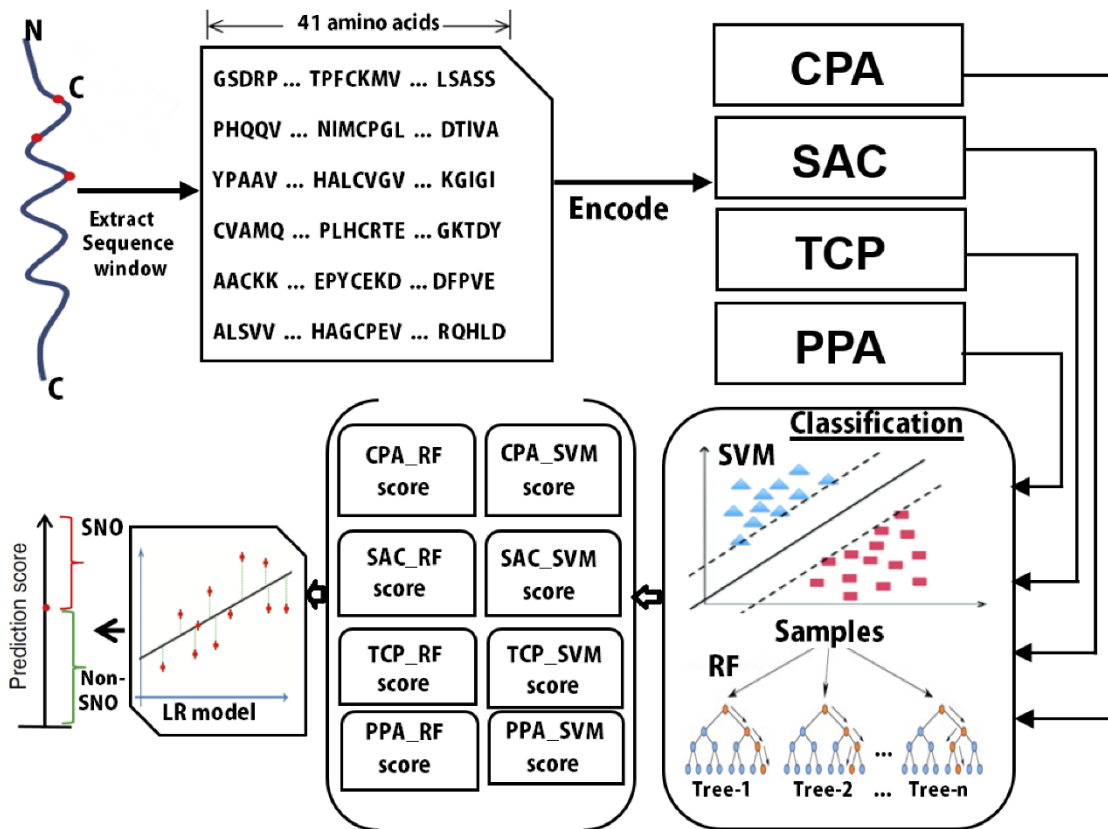 N
C
C
Extract
Sequence
window
41 amino acids
GSDRP ... TPFCKMV ... LSASS
PHQQV ... NIMCPGL ... DTIVA
YPAAV ... HALCVGV ... KGIGI
CVAMQ ... PLHCRTE ... GKTDY
AACKK ... EPYCEKD ... DFPVE
ALSVV ... HAGCPEV ... RQHLD
Encode
CPA
SAC
TCP
PPA
Classification
SVM
Samples
RF
Tree-1 Tree-2 ... Tree-n
...
CPA_RF
score
CPA_SVM
score
SAC_RF
score
SAC_SVM
score
TCP_RF
score
TCP_SVM
score
PPA_RF
score
PPA_SVM
score
LR model
SNO
Non-
SNO
Prediction score